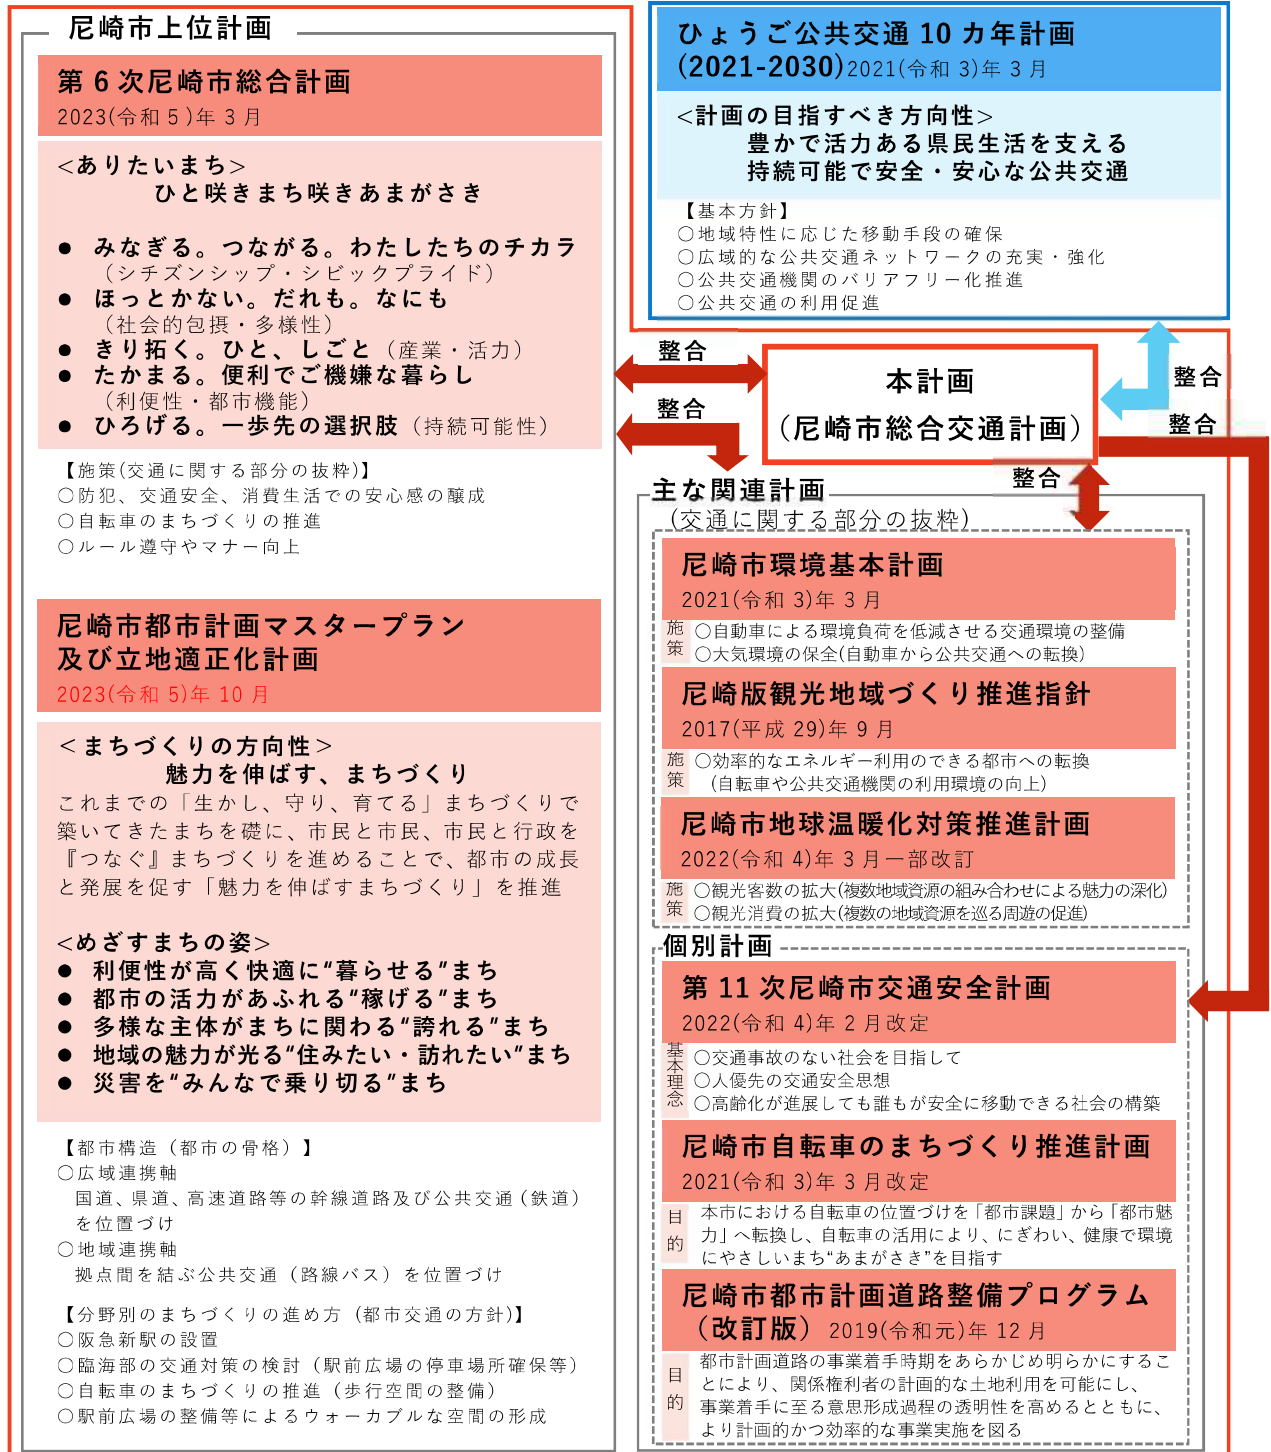 尼崎市上位計画
第 6 次尼崎市総合計画
2023(令和 5 )年 3 月
<ありたいまち>
ひと咲きまち咲きあまがさき
● みなぎる。つながる。わたしたちのチカラ
（シチズンシップ・シビックプライド）
● ほっとかない。だれも。なにも
（社会的包摂・多様性）
● きり拓く。ひと、しごと（産業・活力）
● たかまる。便利でご機嫌な暮らし
（利便性・都市機能）
● ひろげる。一歩先の選択肢（持続可能性）
【施策(交通に関する部分の抜粋)】
○防犯、交通安全、消費生活での安心感の醸成
○自転車のまちづくりの推進
○ルール遵守やマナー向上
尼崎市都市計画マスタープラン
及び立地適正化計画
2023(令和 5)年 10 月
＜まちづくりの方向性＞
魅力を伸ばす、まちづくり
これまでの「生かし、守り、育てる」まちづくりで
築いてきたまちを礎に、市民と市民、市民と行政を
『つなぐ』まちづくりを進めることで、都市の成長
と発展を促す「魅力を伸ばすまちづくり」を推進
<めざすまちの姿>
● 利便性が高く快適に“暮らせる”まち
● 都市の活力があふれる“稼げる”まち
● 多様な主体がまちに関わる“誇れる”まち
● 地域の魅力が光る“住みたい・訪れたい”まち
● 災害を“みんなで乗り切る”まち
【都市構造（都市の骨格）】
○広域連携軸
国道、県道、高速道路等の幹線道路及び公共交通（鉄道）
を位置づけ
○地域連携軸
拠点間を結ぶ公共交通（路線バス）を位置づけ
【分野別のまちづくりの進め方（都市交通の方針)】
○阪急新駅の設置
○臨海部の交通対策の検討（駅前広場の停車場所確保等）
○自転車のまちづくりの推進（歩行空間の整備）
○駅前広場の整備等によるウォーカブルな空間の形成
ひょうご公共交通 10 カ年計画
(2021-2030)2021(令和 3)年 3 月
<計画の目指すべき方向性>
豊かで活力ある県民生活を支える
持続可能で安全・安心な公共交通
【基本方針】
○地域特性に応じた移動手段の確保
○広域的な公共交通ネットワークの充実・強化
○公共交通機関のバリアフリー化推進
○公共交通の利用促進
整合
整合
本計画
（尼崎市総合交通計画）
整合
整合
整合
主な関連計画
（交通に関する部分の抜粋）
尼崎市環境基本計画
2021(令和 3)年 3 月
施策
○自動車による環境負荷を低減させる交通環境の整備
○大気環境の保全(自動車から公共交通への転換)
尼崎版観光地域づくり推進指針
2017(平成 29)年 9 月
施策
○効率的なエネルギー利用のできる都市への転換
（自転車や公共交通機関の利用環境の向上）
尼崎市地球温暖化対策推進計画
2022(令和 4)年 3 月一部改訂
施策
○観光客数の拡大(複数地域資源の組み合わせによる魅力の深化)
○観光消費の拡大(複数の地域資源を巡る周遊の促進)
個別計画
第 11 次尼崎市交通安全計画
2022(令和 4)年 2 月改定
基本理念
○交通事故のない社会を目指して
○人優先の交通安全思想
○高齢化が進展しても誰もが安全に移動できる社会の構築
尼崎市自転車のまちづくり推進計画
2021(令和 3)年 3 月改定
目的
本市における自転車の位置づけを「都市課題」から「都市魅
力」へ転換し、自転車の活用により、にぎわい、健康で環境
にやさしいまち“あまがさき”を目指す
尼崎市都市計画道路整備プログラム
（改訂版）2019(令和元)年 12 月
目的
都市計画道路の事業着手時期をあらかじめ明らかにするこ
とにより、関係権利者の計画的な土地利用を可能にし、
事業着手に至る意思形成過程の透明性を高めるとともに、
より計画的かつ効率的な事業実施を図る